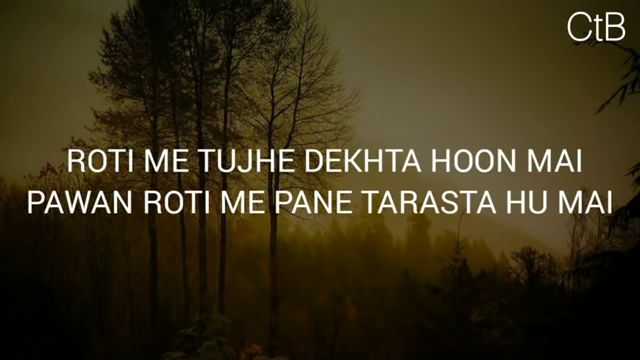 CtB
ROTI ME TUJHE DEKHTA HOON MAI
PAWAN ROTI ME PANE TARASTA HU MAI